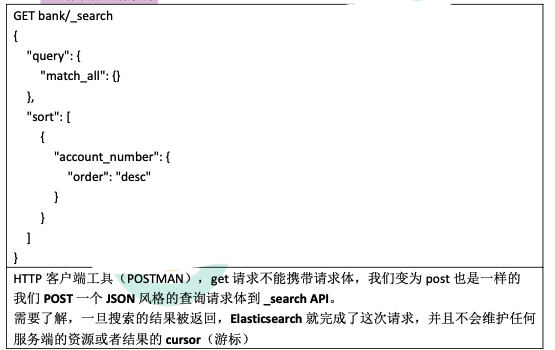 GET bank/_search
{
"query": {
"match_all": {}
},
"sort": [
{
"account_number": {
"order": "desc"
}
}
]
}
HTTP 客户端工具（POSTMAN），get 请求不能携带请求体，我们变为 post 也是一样的
我们 POST 一个 JSON 风格的查询请求体到 _search API。
需要了解，一旦搜索的结果被返回，Elasticsearch 就完成了这次请求，并且不会维护任何
服务端的资源或者结果的 cursor（游标）